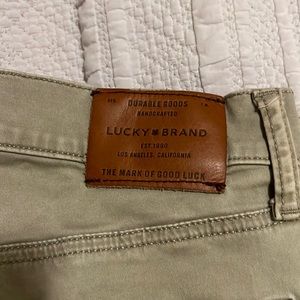 DURABLE GOODS
HANDCRAFTED
LUCKY BRAND
EST 1990
LOS ANGELES, CALIFORNIA
THE MARK OF GOOD LUCK